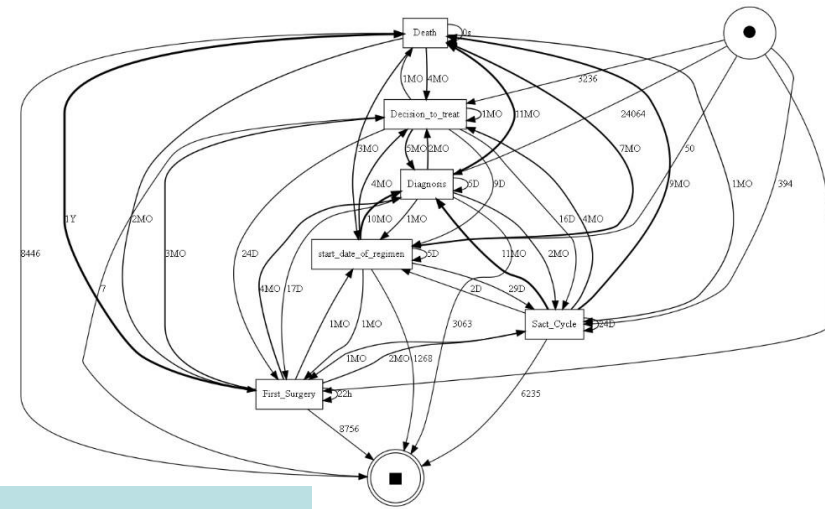 Death
0s
1MO
4MO
3236
Decision_to_treat
1MO
11MO
24064
3MO
5MO
2MO
7MO
50
Diagnosis
5D
9D
4MO
9MO
1MO
394
10MO
1MO
16D
4MO
1Y
2MO
8446
7
3MO
24D
start_date_of_regimen
5D
11MO
2MO
4MO
17D
2D
29D
1MO
1MO
3063
Sact_Cycle
24D
1MO
2MO
1268
First_Surgery
22h
6235
8756